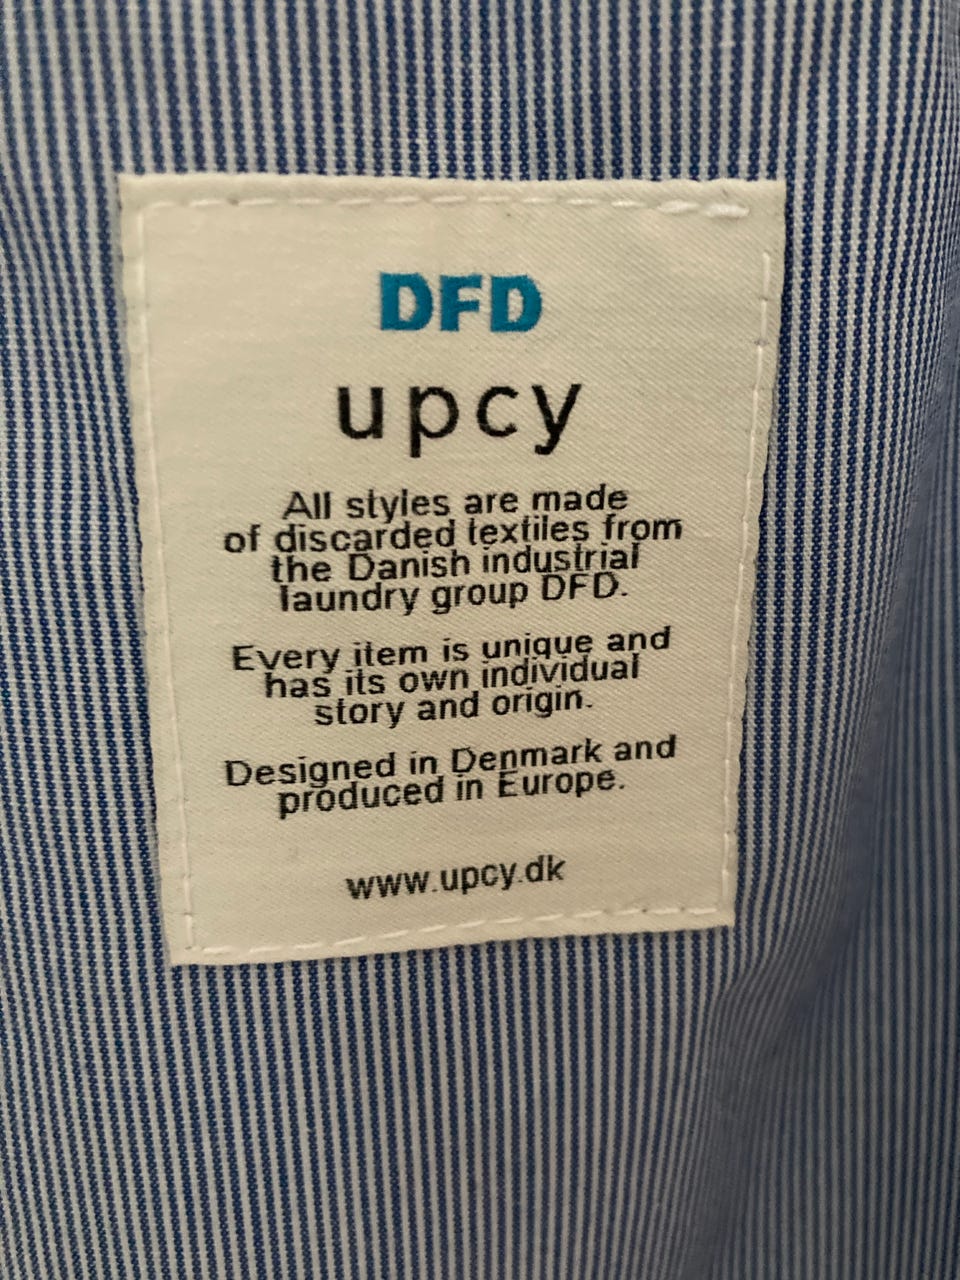 DFD
upcy
All styles are made
of discarded textiles from
the Danish industrial
laundry group DFD.
Every item is unique and
has its own individual
story and origin.
Designed in Denmark and
produced in Europe.
www.upcy.dk